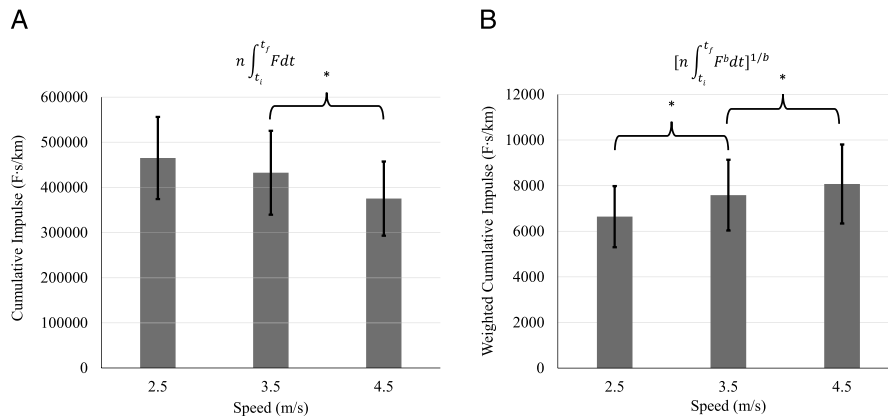 A
n∫_{t_i}^{t_f} Fdt
*
600000
500000
400000
300000
200000
100000
0
Cumulative Impulse (F·s/km)
2.5
3.5
4.5
Speed (m/s)
B
[n∫_{t_i}^{t_f} F^b dt]^{1/b}
*
*
12000
10000
8000
6000
4000
2000
0
Weighted Cumulative Impulse (F·s/km)
2.5
3.5
4.5
Speed (m/s)